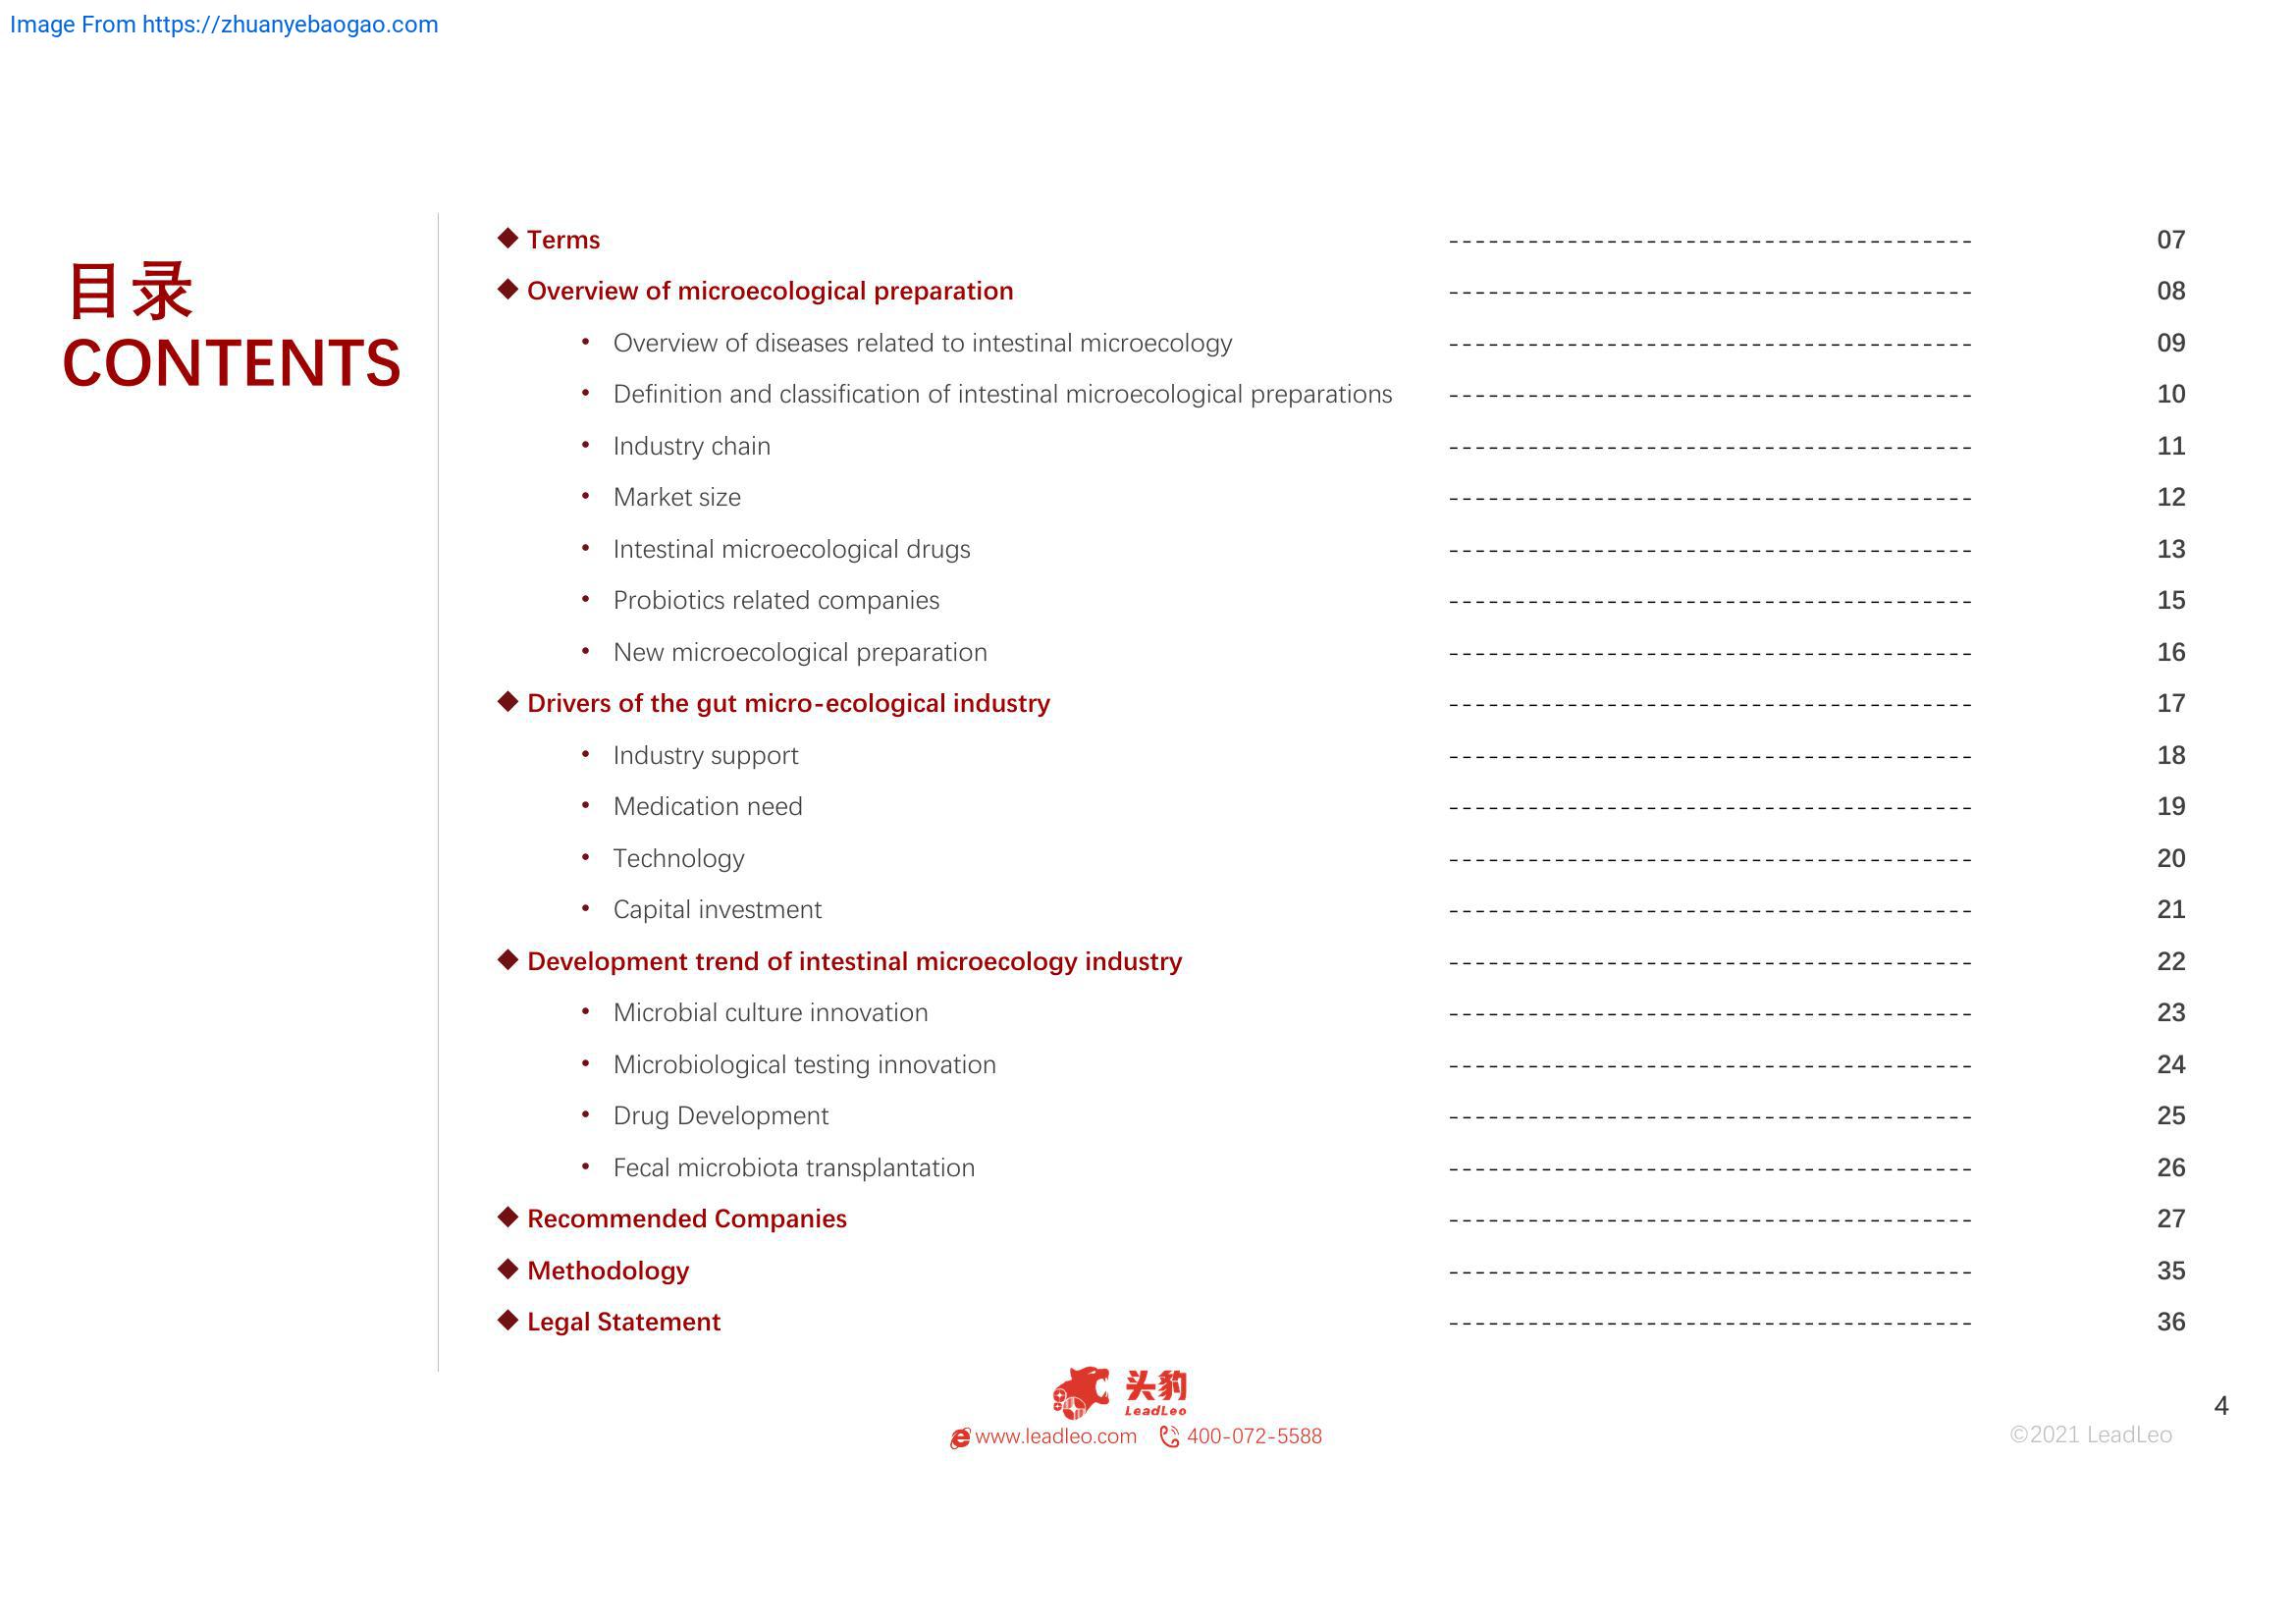 Image From https://zhuanyebaogao.com
目录
CONTENTS
◆ Terms ---------------------------------------- 07
◆ Overview of microecological preparation ---------------------------------------- 08
• Overview of diseases related to intestinal microecology ---------------------------------------- 09
• Definition and classification of intestinal microecological preparations ---------------------------------------- 10
• Industry chain ---------------------------------------- 11
• Market size ---------------------------------------- 12
• Intestinal microecological drugs ---------------------------------------- 13
• Probiotics related companies ---------------------------------------- 15
• New microecological preparation ---------------------------------------- 16
◆ Drivers of the gut micro-ecological industry ---------------------------------------- 17
• Industry support ---------------------------------------- 18
• Medication need ---------------------------------------- 19
• Technology ---------------------------------------- 20
• Capital investment ---------------------------------------- 21
◆ Development trend of intestinal microecology industry ---------------------------------------- 22
• Microbial culture innovation ---------------------------------------- 23
• Microbiological testing innovation ---------------------------------------- 24
• Drug Development ---------------------------------------- 25
• Fecal microbiota transplantation ---------------------------------------- 26
◆ Recommended Companies ---------------------------------------- 27
◆ Methodology ---------------------------------------- 35
◆ Legal Statement ---------------------------------------- 36
头豹
LeadLeo
www.leadleo.com 400-072-5588
4
©2021 LeadLeo